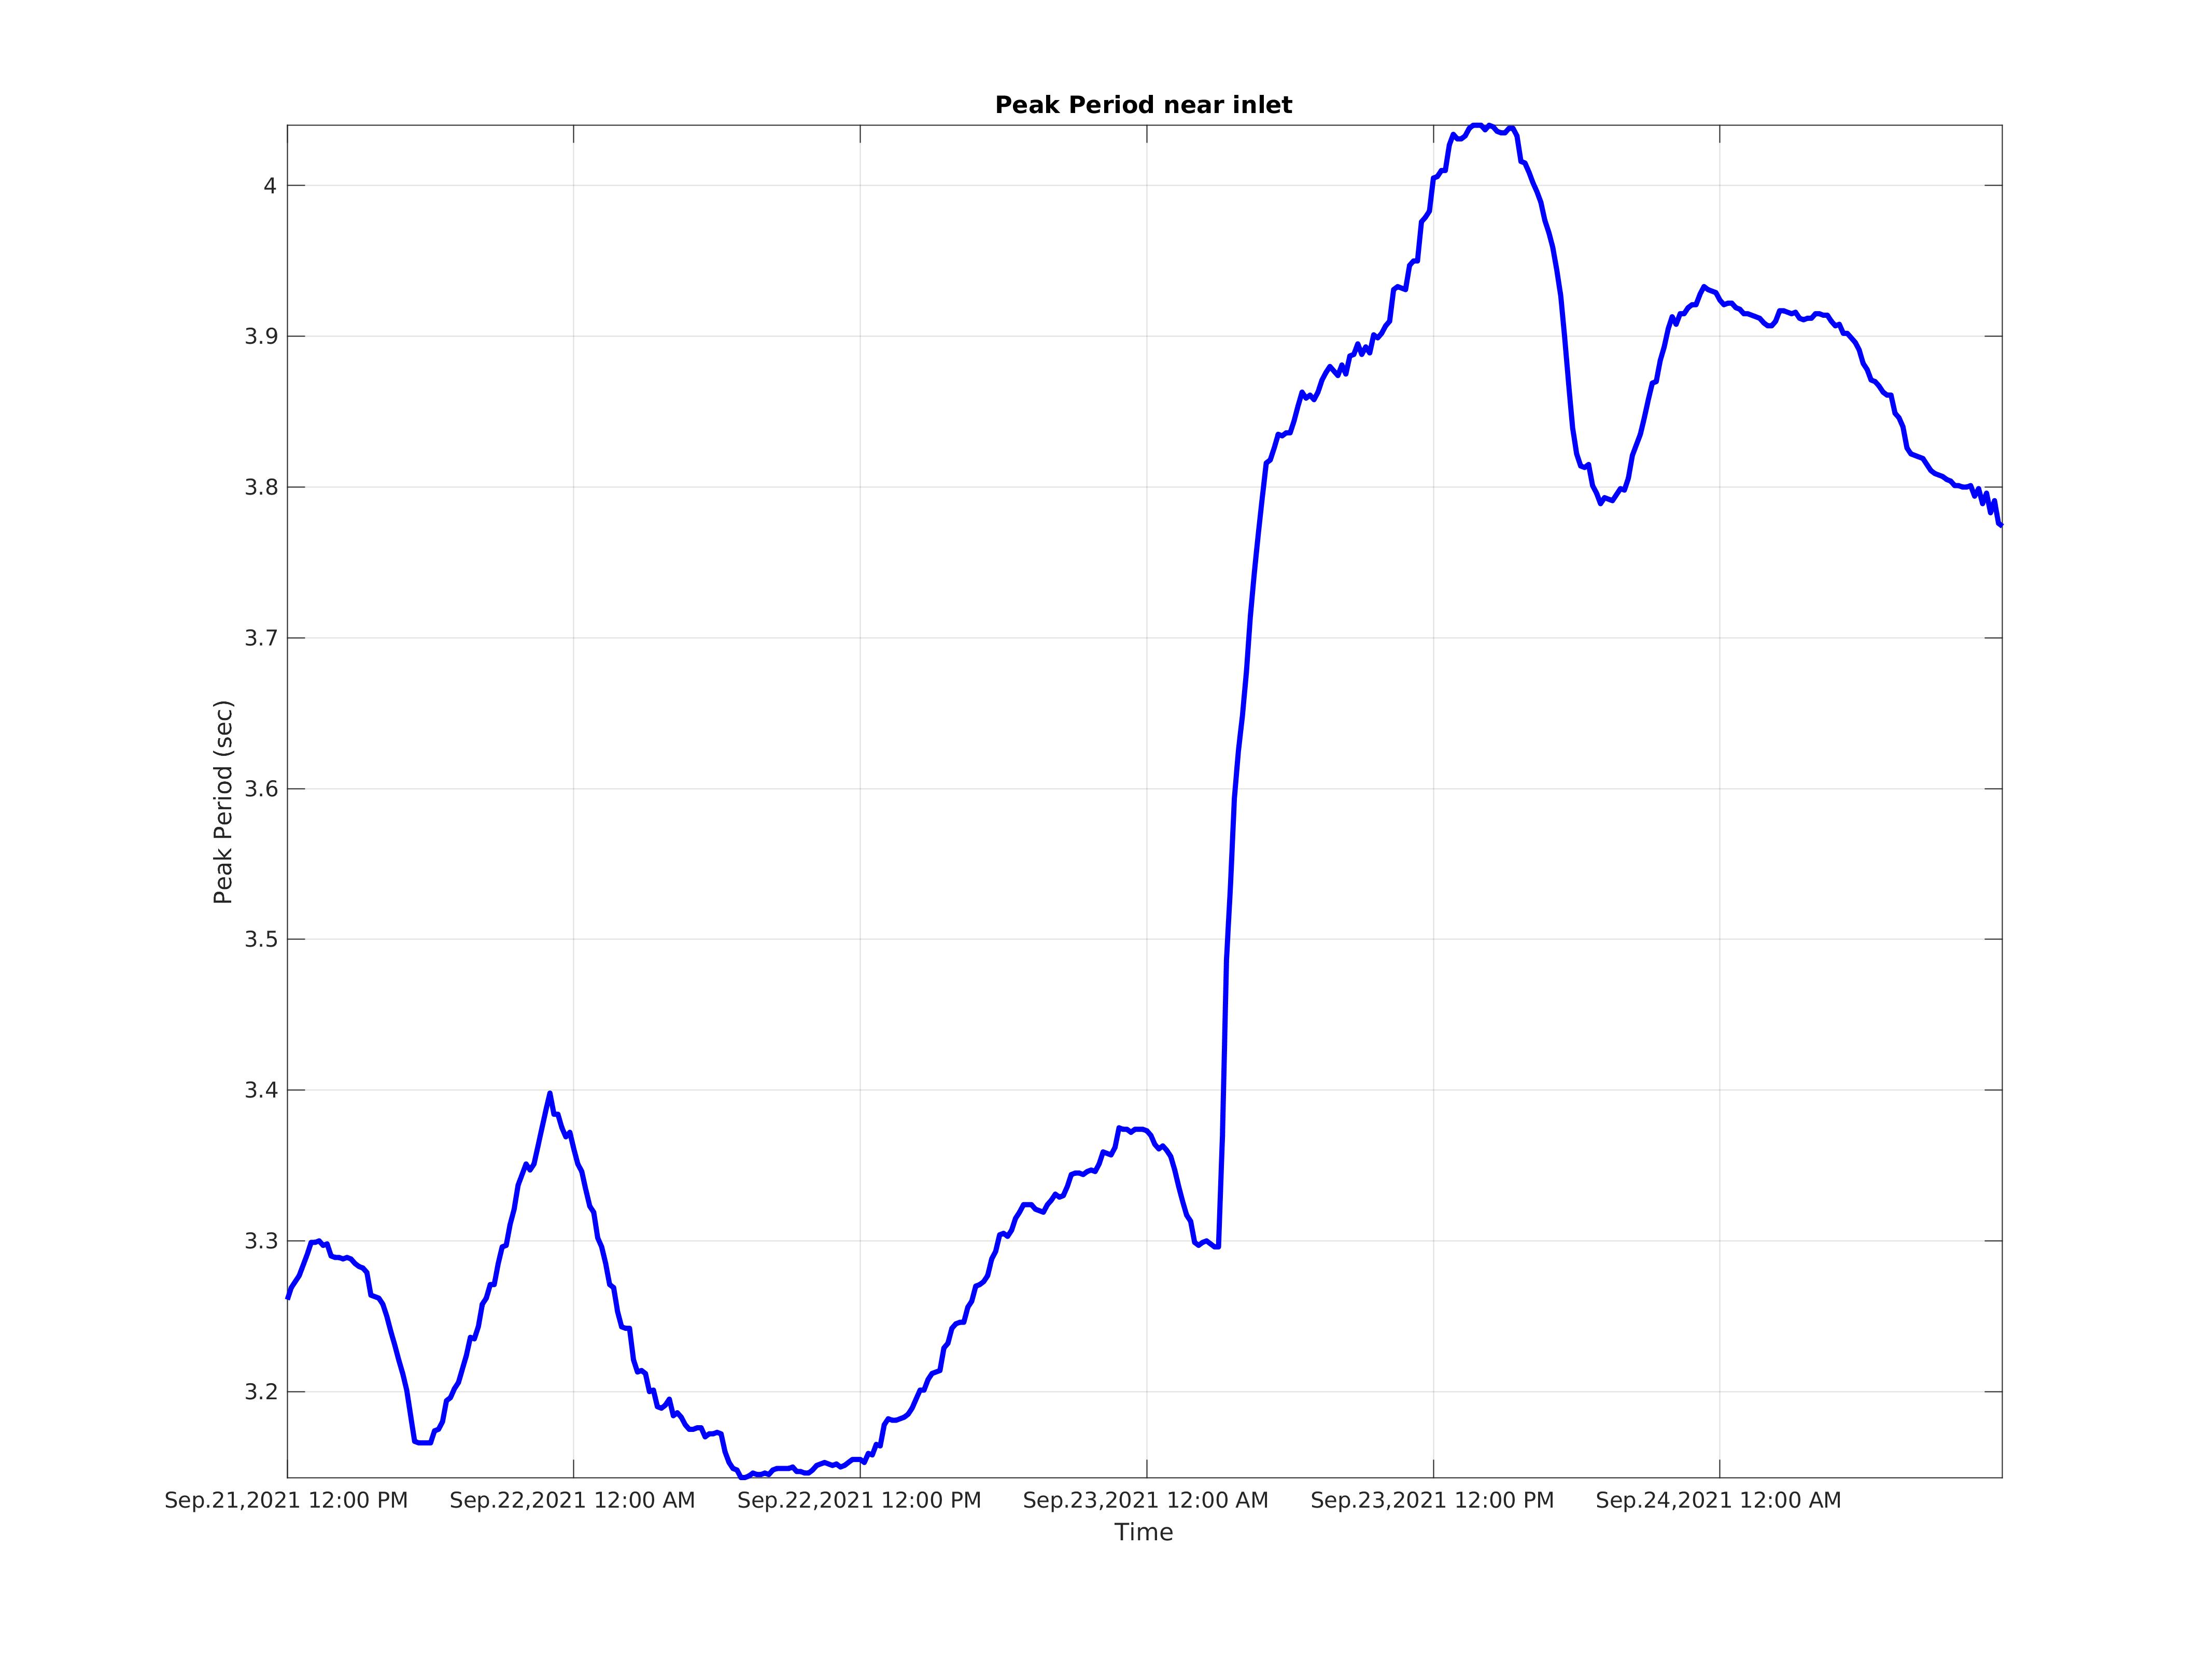 Peak Period near inlet
4
3.9
3.8
3.7
3.6
3.5
3.4
3.3
3.2
Peak Period (sec)
Sep.21,2021 12:00 PM
Sep.22,2021 12:00 AM
Sep.22,2021 12:00 PM
Sep.23,2021 12:00 AM
Sep.23,2021 12:00 PM
Sep.24,2021 12:00 AM
Time